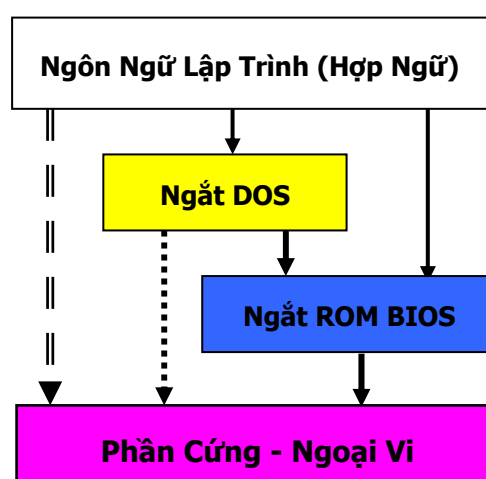 Ngôn Ngữ Lập Trình (Hợp Ngữ)
Ngắt DOS
Ngắt ROM BIOS
Phần Cứng - Ngoại Vi